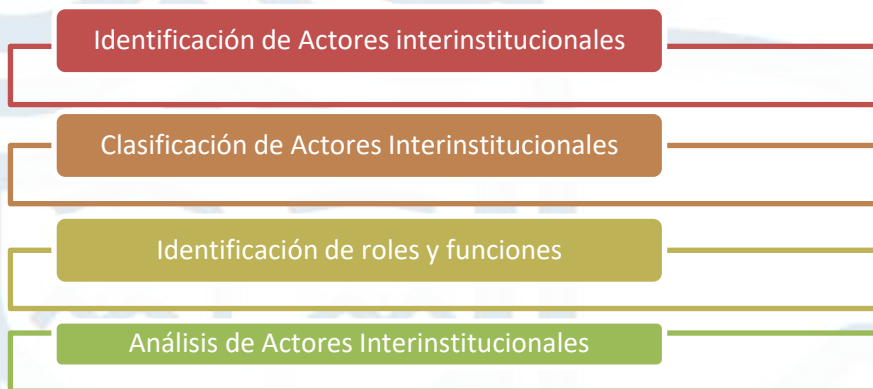 Identificación de Actores interinstitucionales
Clasificación de Actores Interinstitucionales
Identificación de roles y funciones
Análisis de Actores Interinstitucionales